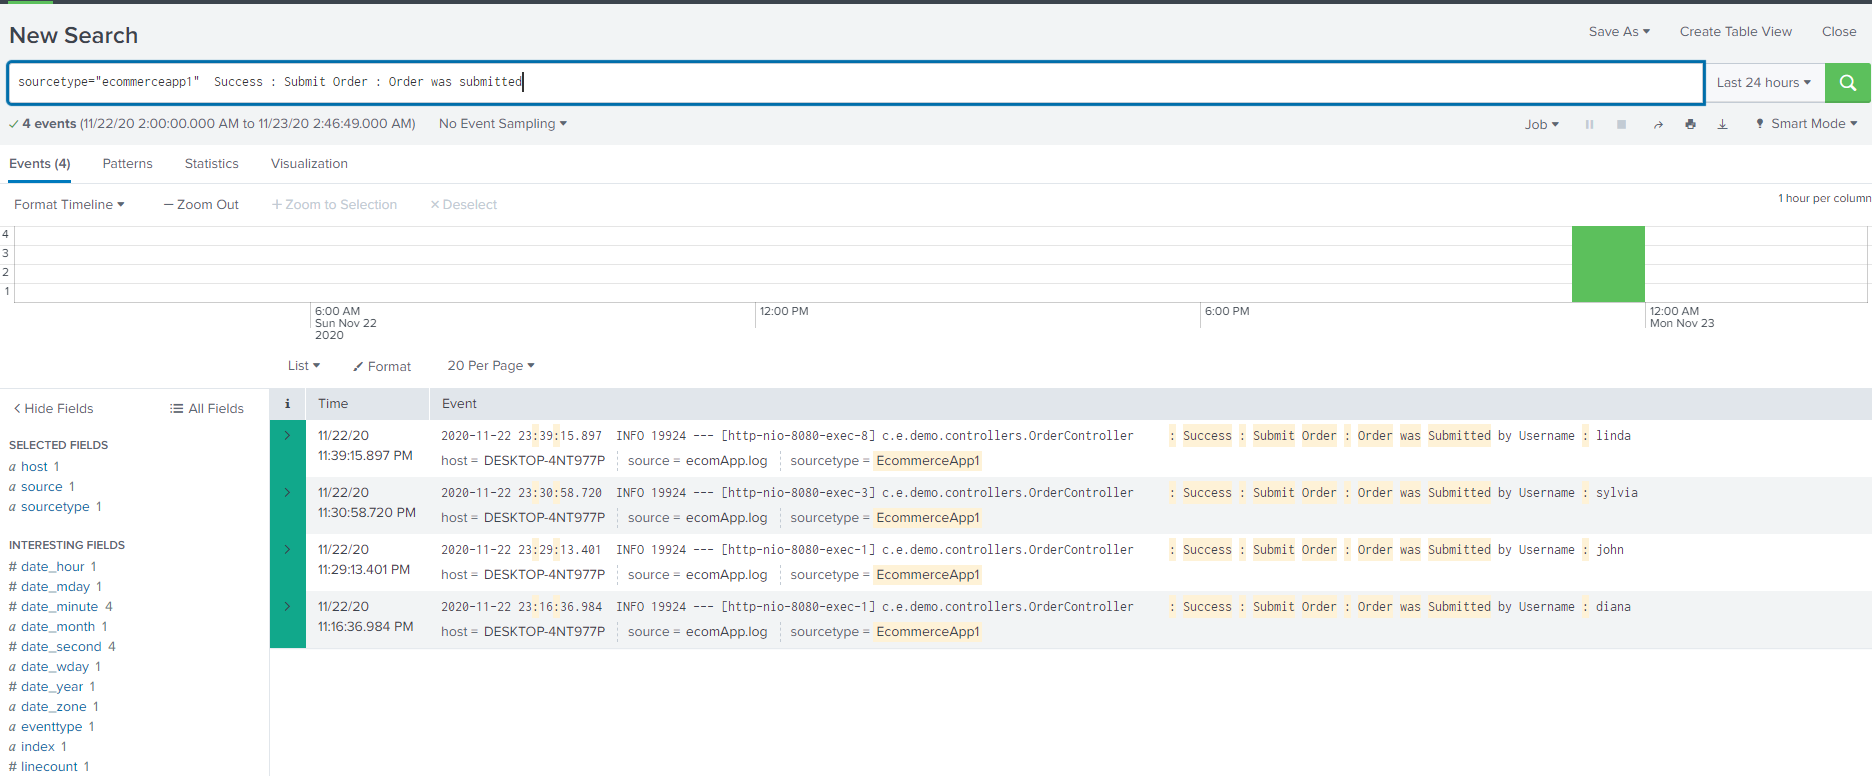 New Search
Save As Create Table View Close
sourcetype="ecommerceapp1"  Success : Submit Order : Order was submitted
Last 24 hours
4 events (11/22/20 2:00:00.000 AM to 11/23/20 2:46:49.000 AM) No Event Sampling
Job Smart Mode
Events (4) Patterns Statistics Visualization
Format Timeline — Zoom Out + Zoom to Selection × Deselect
1 hour per column
4
3
2
1
6:00 AM 12:00 PM 6:00 PM 12:00 AM
Sun Nov 22 Mon Nov 23
2020
List Format 20 Per Page
< Hide Fields All Fields
SELECTED FIELDS
a host 1
a source 1
a sourcetype 1
INTERESTING FIELDS
# date_hour 1
# date_mday 1
# date_minute 4
a date_month 1
# date_second 4
a date_wday 1
# date_year 1
a date_zone 1
a eventtype 1
a index 1
# linecount 1
i Time Event
> 11/22/20 2020-11-22 23:39:15.897  INFO 19924 --- [http-nio-8080-exec-8] c.e.demo.controllers.OrderController     : Success : Submit Order : Order was Submitted by Username : linda
11:39:15.897 PM host = DESKTOP-4NT977P source = ecomApp.log sourcetype = EcommerceApp1
> 11/22/20 2020-11-22 23:30:58.720  INFO 19924 --- [http-nio-8080-exec-3] c.e.demo.controllers.OrderController     : Success : Submit Order : Order was Submitted by Username : sylvia
11:30:58.720 PM host = DESKTOP-4NT977P source = ecomApp.log sourcetype = EcommerceApp1
> 11/22/20 2020-11-22 23:29:13.401  INFO 19924 --- [http-nio-8080-exec-1] c.e.demo.controllers.OrderController     : Success : Submit Order : Order was Submitted by Username : john
11:29:13.401 PM host = DESKTOP-4NT977P source = ecomApp.log sourcetype = EcommerceApp1
> 11/22/20 2020-11-22 23:16:36.984  INFO 19924 --- [http-nio-8080-exec-1] c.e.demo.controllers.OrderController     : Success : Submit Order : Order was Submitted by Username : diana
11:16:36.984 PM host = DESKTOP-4NT977P source = ecomApp.log sourcetype = EcommerceApp1